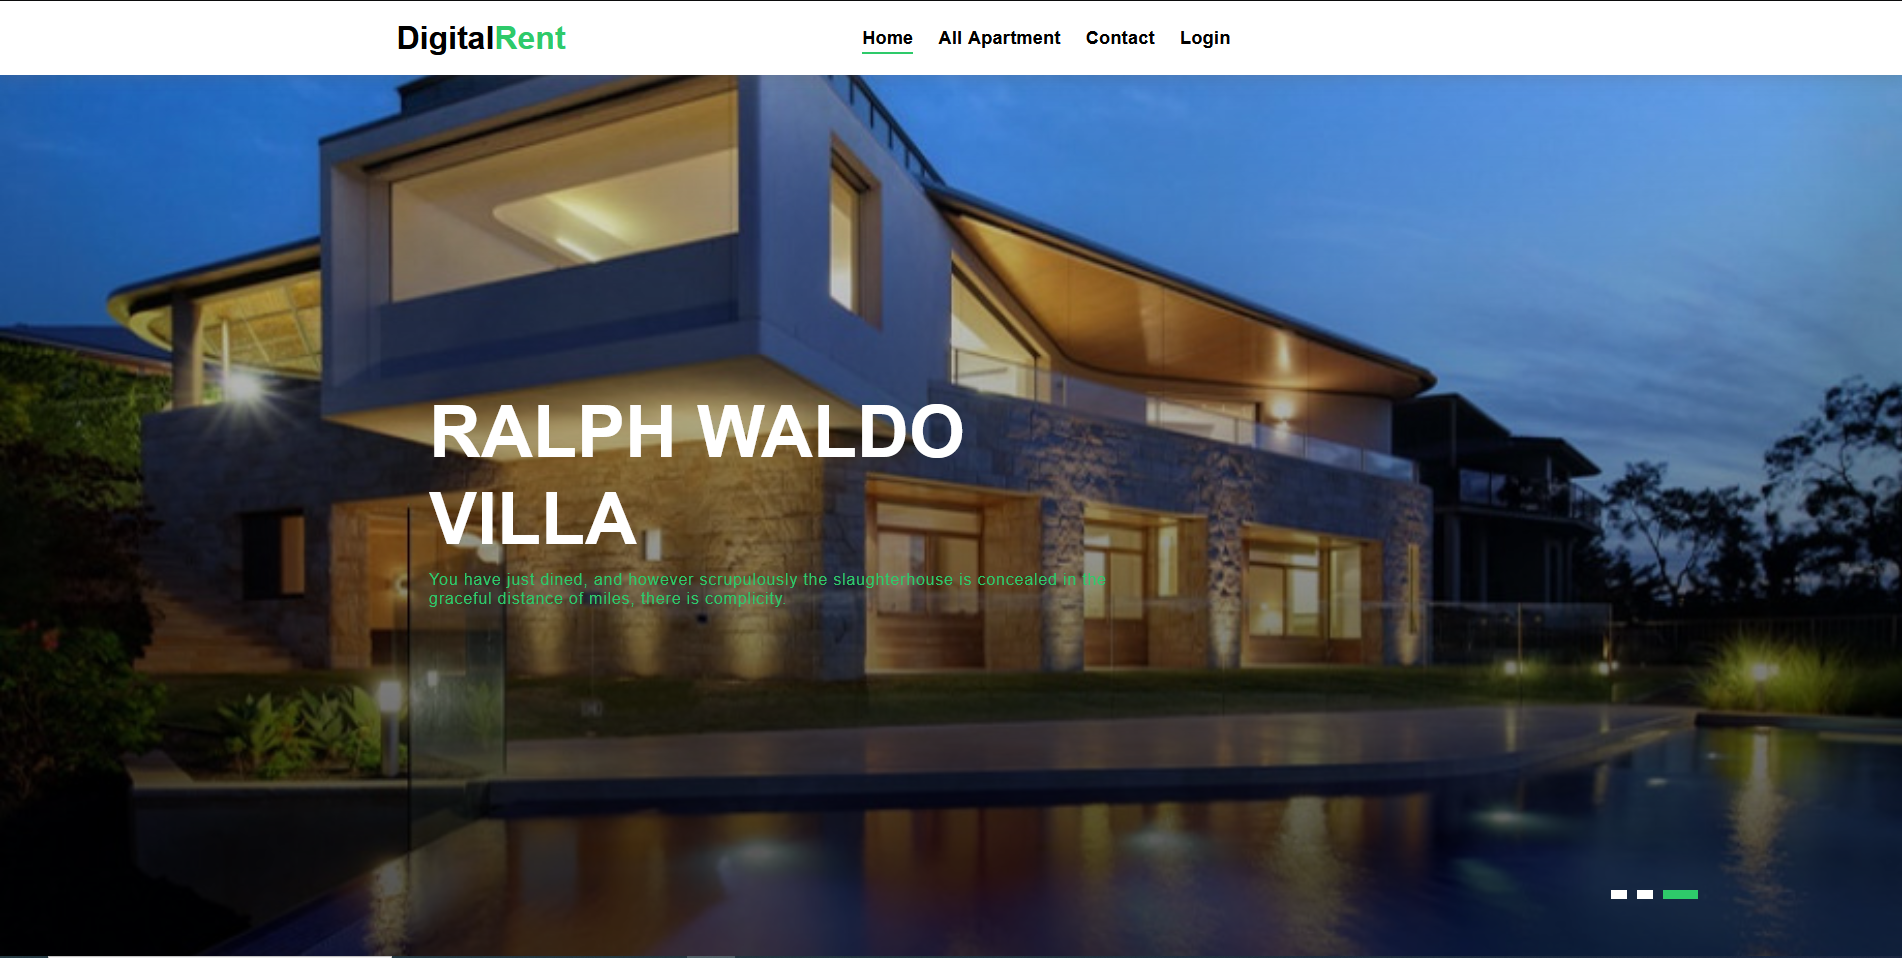 DigitalRent
Home All Apartment Contact Login
RALPH WALDO
VILLA
You have just dined, and however scrupulously the slaughterhouse is concealed in the
graceful distance of miles, there is complicity.